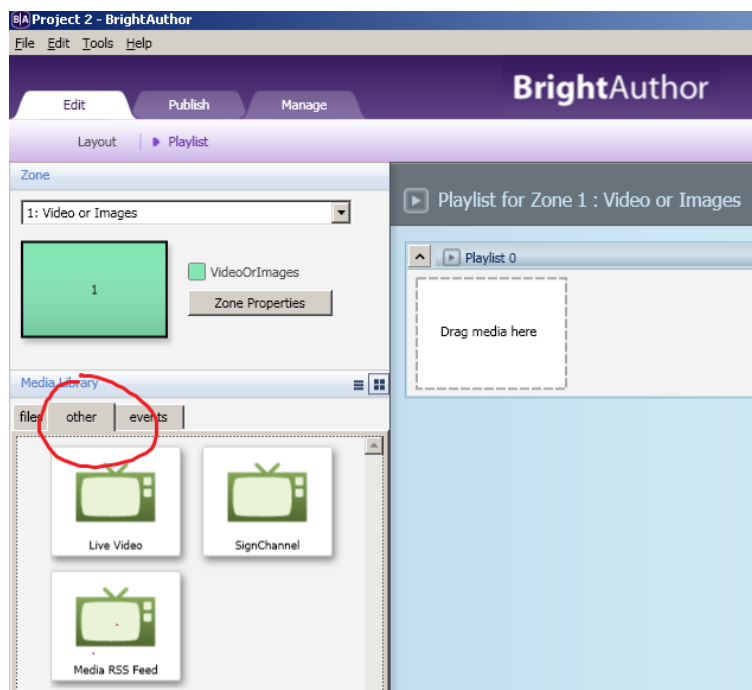 BA Project 2 - BrightAuthor
File Edit Tools Help
BrightAuthor
Edit Publish Manage
Layout Playlist
Zone
1: Video or Images
1
VideoOrImages
Zone Properties
Playlist for Zone 1 : Video or Images
Playlist 0
Drag media here
Media Library
files other events
Live Video
SignChannel
Media RSS Feed